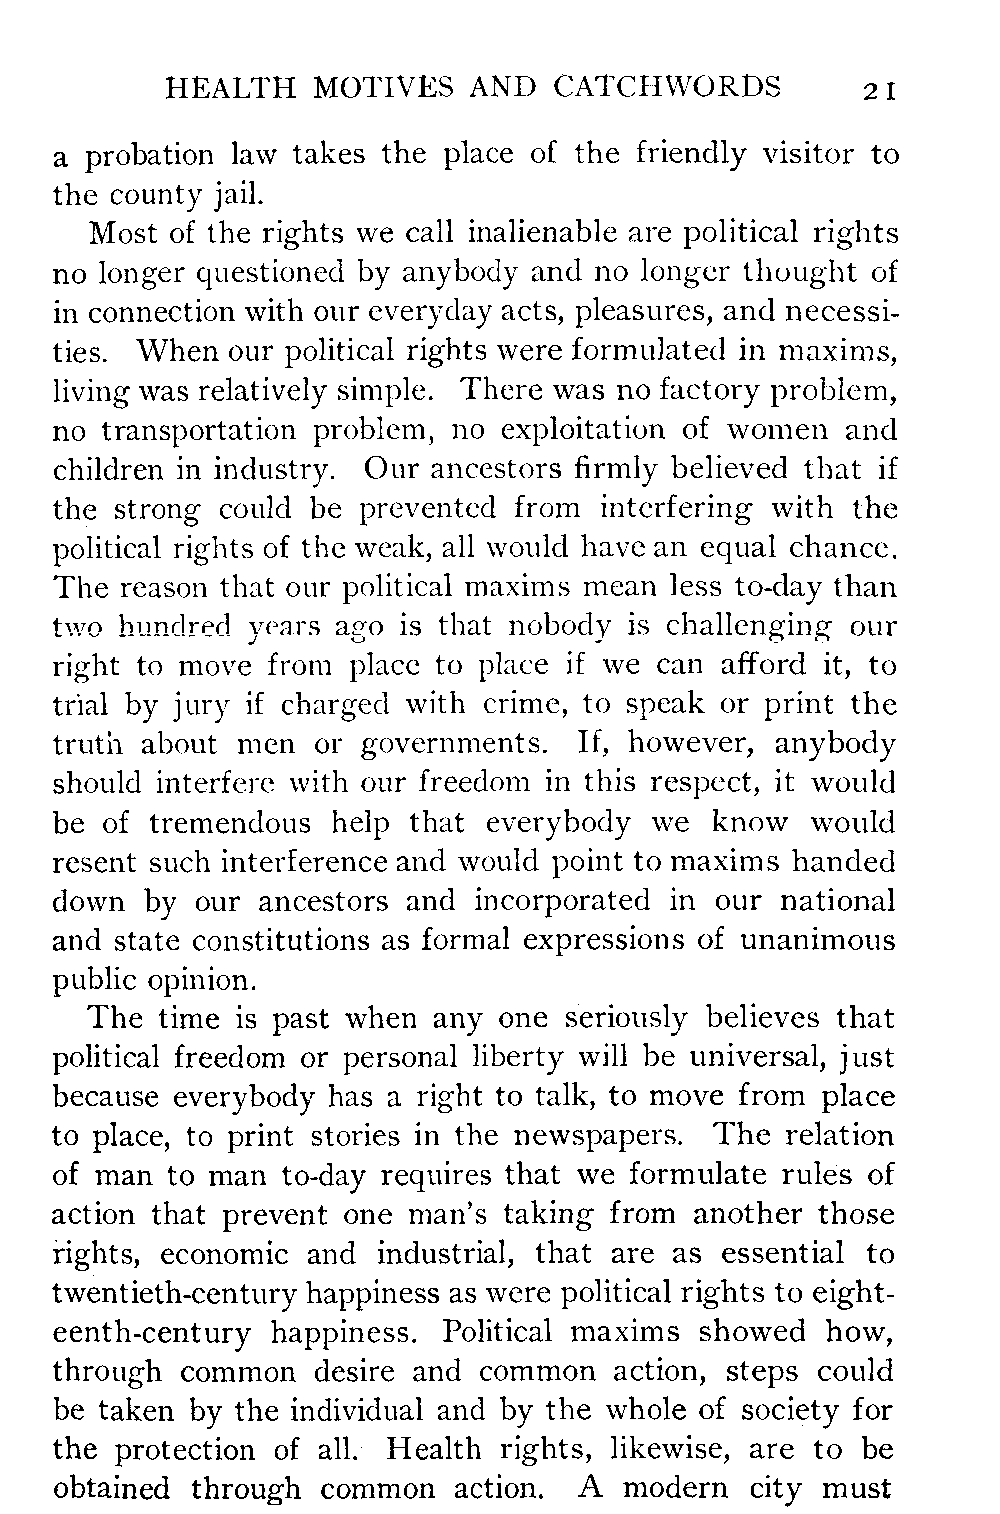 HEALTH MOTIVES AND CATCHWORDS 21
a probation law takes the place of the friendly visitor to
the county jail.
Most of the rights we call inalienable are political rights
no longer questioned by anybody and no longer thought of
in connection with our everyday acts, pleasures, and necessi-
ties. When our political rights were formulated in maxims,
living was relatively simple. There was no factory problem,
no transportation problem, no exploitation of women and
children in industry. Our ancestors firmly believed that if
the strong could be prevented from interfering with the
political rights of the weak, all would have an equal chance.
The reason that our political maxims mean less to-day than
two hundred years ago is that nobody is challenging our
right to move from place to place if we can afford it, to
trial by jury if charged with crime, to speak or print the
truth about men or governments. If, however, anybody
should interfere with our freedom in this respect, it would
be of tremendous help that everybody we know would
resent such interference and would point to maxims handed
down by our ancestors and incorporated in our national
and state constitutions as formal expressions of unanimous
public opinion.
The time is past when any one seriously believes that
political freedom or personal liberty will be universal, just
because everybody has a right to talk, to move from place
to place, to print stories in the newspapers. The relation
of man to man to-day requires that we formulate rules of
action that prevent one man's taking from another those
rights, economic and industrial, that are as essential to
twentieth-century happiness as were political rights to eight-
eenth-century happiness. Political maxims showed how,
through common desire and common action, steps could
be taken by the individual and by the whole of society for
the protection of all. Health rights, likewise, are to be
obtained through common action. A modern city must